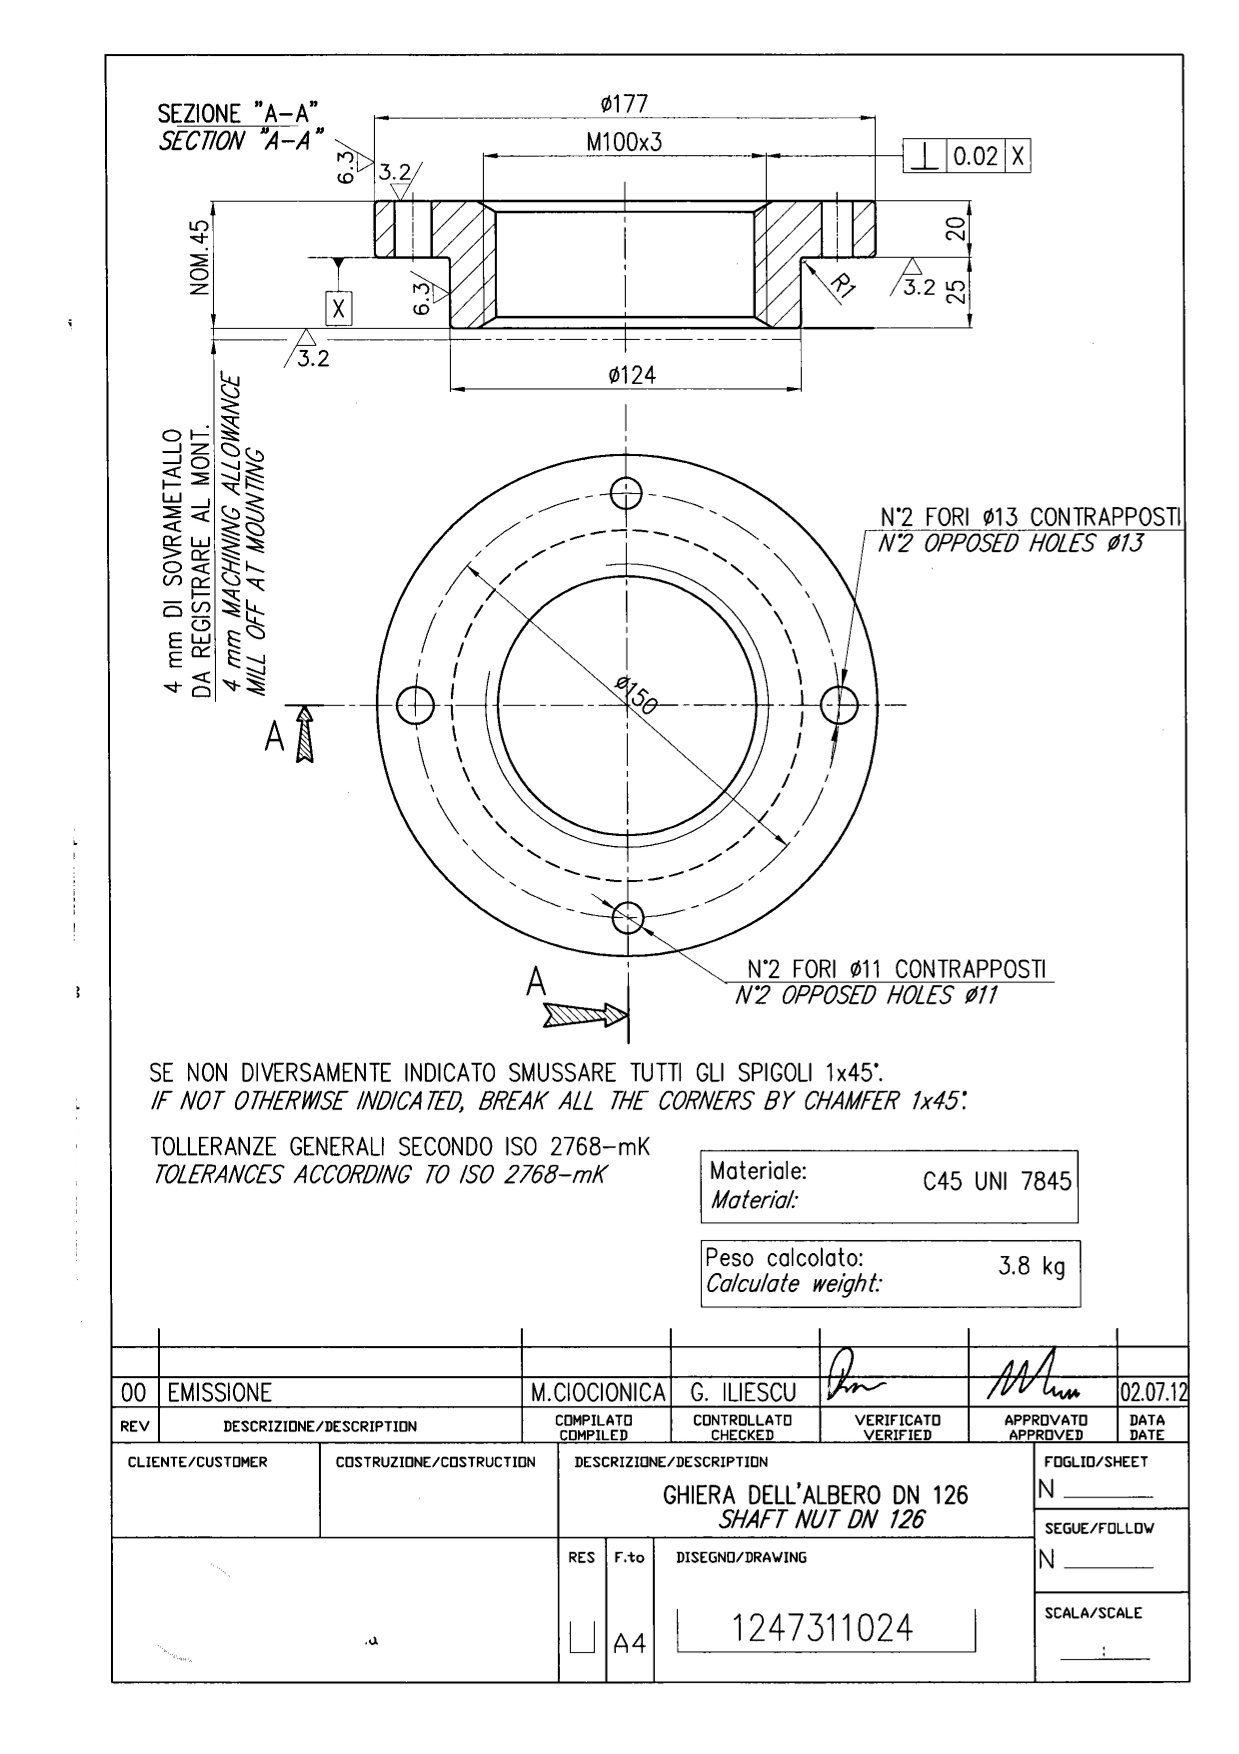 SEZIONE "A-A"
SECTION "A-A"
ø177
M100x3
⊥ 0.02 X
6.3
3.2
NOM.45
20
X
6.3
R1
3.2
25
3.2
ø124
4 mm DI SOVRAMETALLO
DA REGISTRARE AL MONT.
4 mm MACHINING ALLOWANCE
MILL OFF AT MOUNTING
N°2 FORI ø13 CONTRAPPOSTI
N°2 OPPOSED HOLES ø13
ø150
A
A
N°2 FORI ø11 CONTRAPPOSTI
N°2 OPPOSED HOLES ø11
SE NON DIVERSAMENTE INDICATO SMUSSARE TUTTI GLI SPIGOLI 1x45°.
IF NOT OTHERWISE INDICATED, BREAK ALL THE CORNERS BY CHAMFER 1x45°.
TOLLERANZE GENERALI SECONDO ISO 2768-mK
TOLERANCES ACCORDING TO ISO 2768-mK
Materiale:
Material:
C45 UNI 7845
Peso calcolato:
Calculate weight:
3.8 kg
00 EMISSIONE M.CIOCIONICA G. ILIESCU 02.07.12
REV DESCRIZIONE/DESCRIPTION COMPILATO CONTROLLATO VERIFICATO APPROVATO DATA
COMPILED CHECKED VERIFIED APPROVED DATE
CLIENTE/CUSTOMER COSTRUZIONE/COSTRUCTION DESCRIZIONE/DESCRIPTION FOGLIO/SHEET
N
GHIERA DELL'ALBERO DN 126
SHAFT NUT DN 126
SEGUE/FOLLOW
N
RES F.to DISEGNO/DRAWING
A4
1247311024
SCALA/SCALE
: